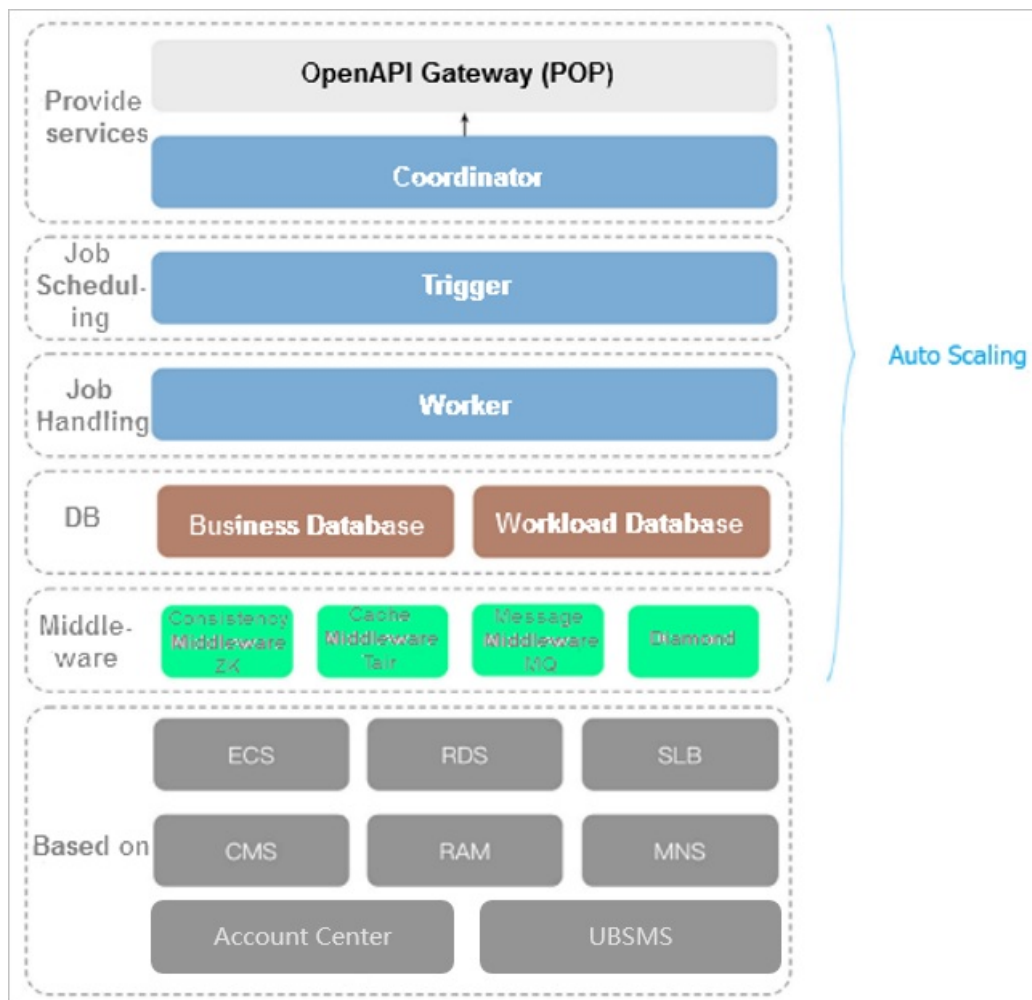 OpenAPI Gateway (POP)
Provide
services
Coordinator
Job
Schedul-
ing
Trigger
Auto Scaling
Job
Handling
Worker
DB
Business Database
Workload Database
Middle-
ware
Consistency
Middleware
ZK
Cache
Middleware
Tair
Message
Middleware
MQ
Diamond
Based on
ECS
RDS
SLB
CMS
RAM
MNS
Account Center
UBSMS